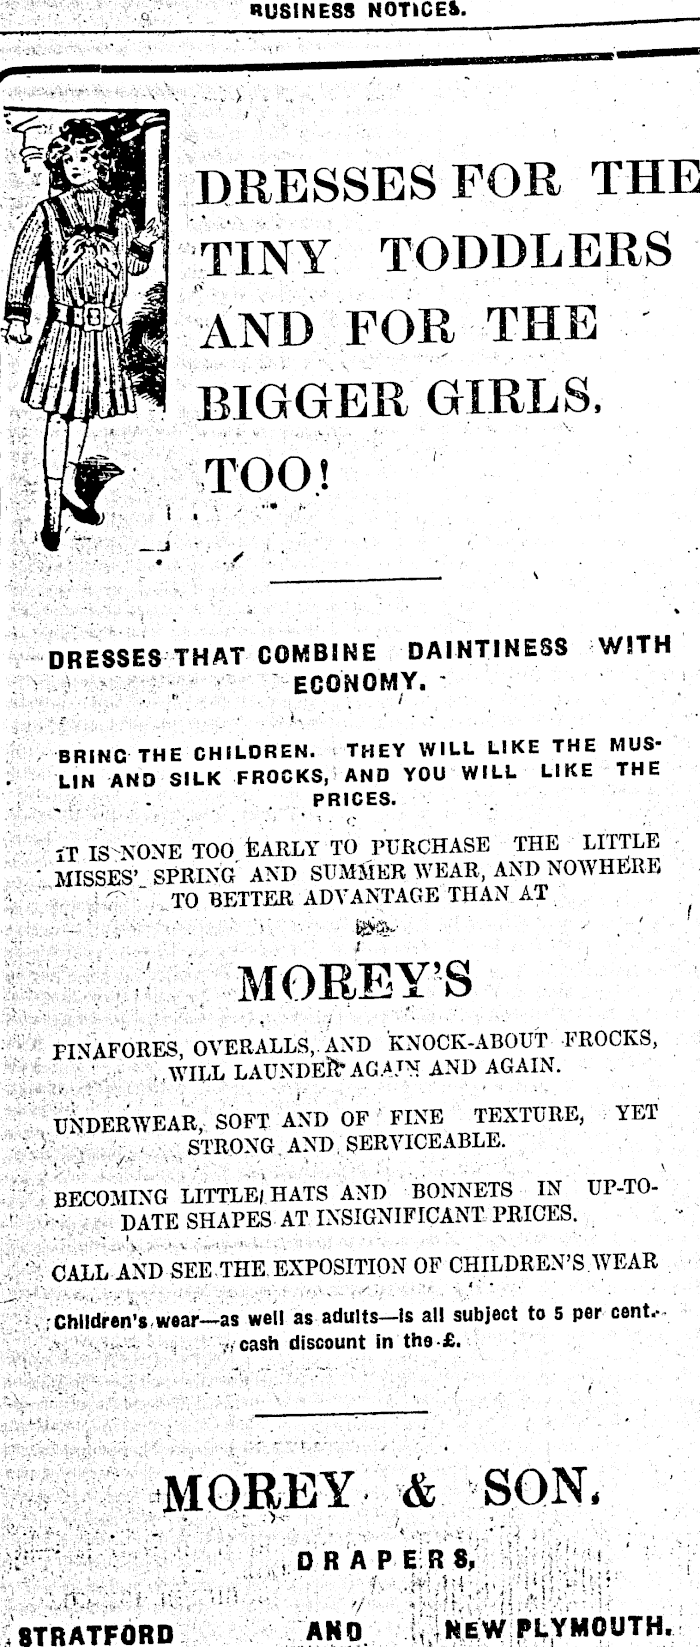 BUSINESS NOTICES.
DRESSES FOR THE
TINY TODDLERS
AND FOR THE
BIGGER GIRLS,
TOO!
DRESSES THAT COMBINE DAINTINESS WITH
ECONOMY.
BRING THE CHILDREN. THEY WILL LIKE THE MUS-
LIN AND SILK FROCKS, AND YOU WILL LIKE THE
PRICES.
IT IS NONE TOO EARLY TO PURCHASE THE LITTLE
MISSES' SPRING AND SUMMER WEAR, AND NOWHERE
TO BETTER ADVANTAGE THAN AT
MOREY'S
PINAFORES, OVERALLS, AND KNOCK-ABOUT FROCKS,
WILL LAUNDER AGAIN AND AGAIN.
UNDERWEAR, SOFT AND OF FINE TEXTURE, YET
STRONG AND SERVICEABLE.
BECOMING LITTLE HATS AND BONNETS IN UP-TO-
DATE SHAPES AT INSIGNIFICANT PRICES.
CALL AND SEE THE EXPOSITION OF CHILDREN'S WEAR
Children's wear—as well as adults—is all subject to 5 per cent.
cash discount in the £.
MOREY & SON.
DRAPERS,
STRATFORD AND NEW PLYMOUTH.